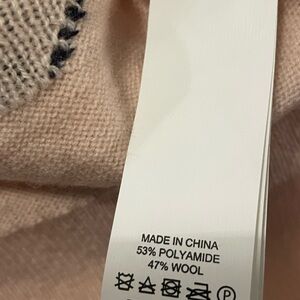 MADE IN CHINA
53% POLYAMIDE
47% WOOL
P